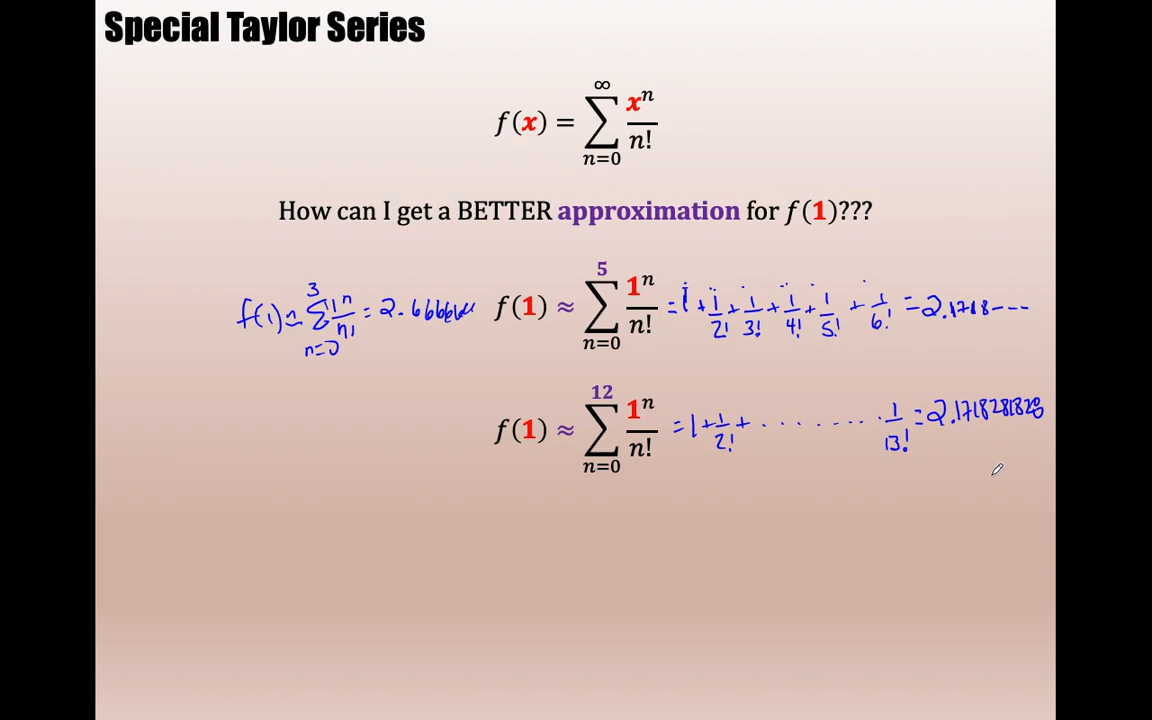 Special Taylor Series
f(x) = ∑_{n=0}^{∞} x^n / n!
How can I get a BETTER approximation for f(1)???
f(1) ≈ ∑_{n=0}^{3} 1^n / n! = 2.66666
f(1) ≈ ∑_{n=0}^{5} 1^n / n! = 1 + 1/2! + 1/3! + 1/4! + 1/5! + 1/6! = 2.1718---
f(1) ≈ ∑_{n=0}^{12} 1^n / n! = 1 + 1/2! + ........ 1/13! = 2.1718281828